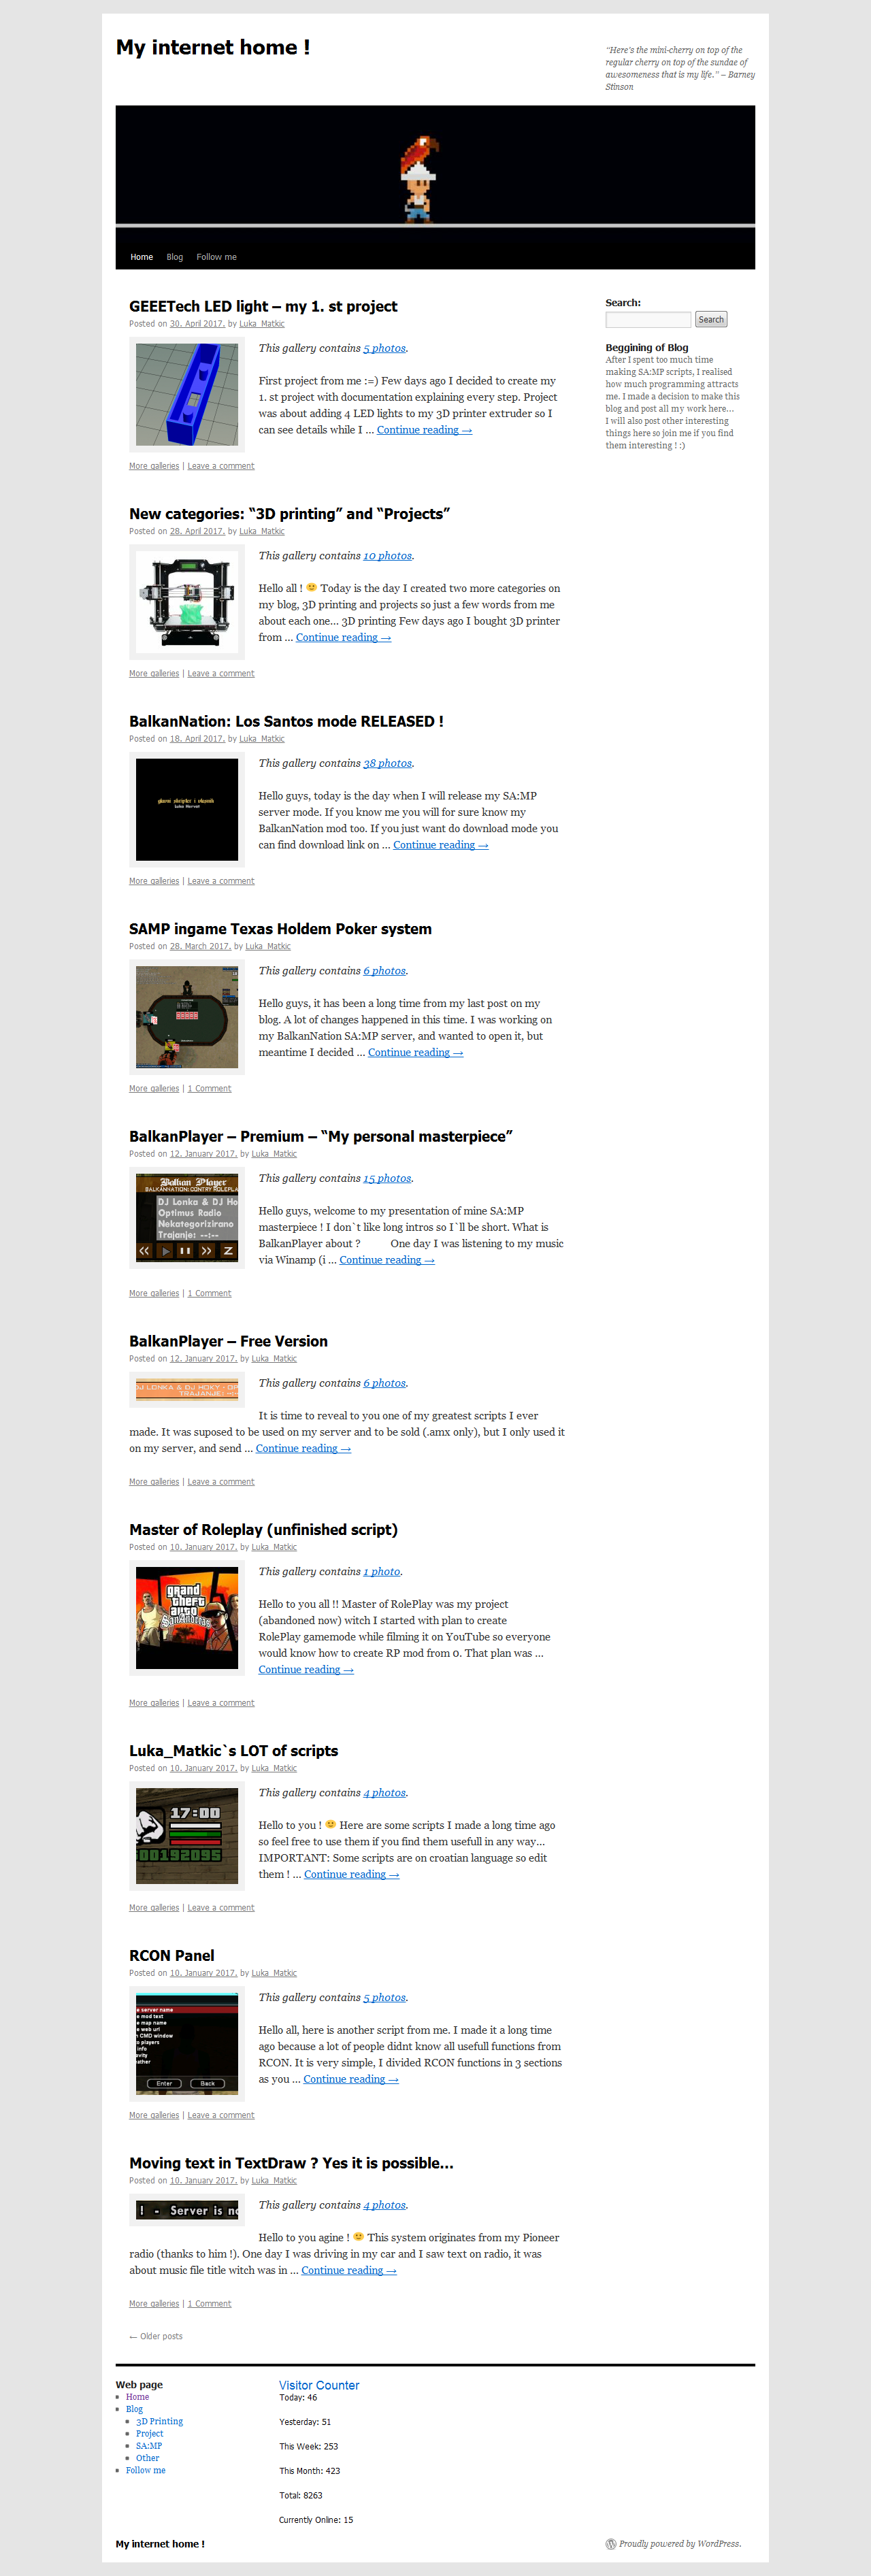 My internet home !
“Here's the mini-cherry on top of the
regular cherry on top of the sundae of
awesomeness that is my life.” – Barney
Stinson
Home Blog Follow me
GEEETech LED light – my 1. st project
Posted on 30. April 2017. by Luka_Matkic
This gallery contains 5 photos.
First project from me :=) Few days ago I decided to create my
1. st project with documentation explaining every step. Project
was about adding 4 LED lights to my 3D printer extruder so I
can see details while I … Continue reading →
More galleries | Leave a comment
Search:
Search
Beggining of Blog
After I spent too much time
making SA:MP scripts, I realised
how much programming attracts
me. I made a decision to make this
blog and post all my work here…
I will also post other interesting
things here so join me if you find
them interesting ! :)
New categories: “3D printing” and “Projects”
Posted on 28. April 2017. by Luka_Matkic
This gallery contains 10 photos.
Hello all ! 🙂 Today is the day I created two more categories on
my blog, 3D printing and projects so just a few words from me
about each one… 3D printing Few days ago I bought 3D printer
from … Continue reading →
More galleries | Leave a comment
BalkanNation: Los Santos mode RELEASED !
Posted on 18. April 2017. by Luka_Matkic
This gallery contains 38 photos.
Hello guys, today is the day when I will release my SA:MP
server mode. If you know me you will for sure know my
BalkanNation mod too. If you just want do download mode you
can find download link on … Continue reading →
More galleries | Leave a comment
SAMP ingame Texas Holdem Poker system
Posted on 28. March 2017. by Luka_Matkic
This gallery contains 6 photos.
Hello guys, it has been a long time from my last post on my
blog. A lot of changes happened in this time. I was working on
my BalkanNation SA:MP server, and wanted to open it, but
meantime I decided … Continue reading →
More galleries | 1 Comment
BalkanPlayer – Premium – “My personal masterpiece”
Posted on 12. January 2017. by Luka_Matkic
Balkan Player
BALKANNATION: CONTRY ROLEPLA
DJ Lonka & DJ Ho
Optimus Radio
Nekategorizirano
Trajanje: --:--
This gallery contains 15 photos.
Hello guys, welcome to my presentation of mine SA:MP
masterpiece ! I don`t like long intros so I`ll be short. What is
BalkanPlayer about ? One day I was listening to my music
via Winamp (i … Continue reading →
More galleries | 1 Comment
BalkanPlayer – Free Version
Posted on 12. January 2017. by Luka_Matkic
DJ LONKA & DJ HOKY - OP
TRAJANJE: -:-
This gallery contains 6 photos.
It is time to reveal to you one of my greatest scripts I ever
made. It was suposed to be used on my server and to be sold (.amx only), but I only used it
on my server, and send … Continue reading →
More galleries | Leave a comment
Master of Roleplay (unfinished script)
Posted on 10. January 2017. by Luka_Matkic
grand
theft
auto
SanAndreas
This gallery contains 1 photo.
Hello to you all !! Master of RolePlay was my project
(abandoned now) witch I started with plan to create
RolePlay gamemode while filming it on YouTube so everyone
would know how to create RP mod from 0. That plan was …
Continue reading →
More galleries | Leave a comment
Luka_Matkic`s LOT of scripts
Posted on 10. January 2017. by Luka_Matkic
17:00
00192095
This gallery contains 4 photos.
Hello to you ! 🙂 Here are some scripts I made a long time ago
so feel free to use them if you find them usefull in any way…
IMPORTANT: Some scripts are on croatian language so edit
them ! … Continue reading →
More galleries | Leave a comment
RCON Panel
Posted on 10. January 2017. by Luka_Matkic
e server name
e mod text
e map name
e web url
n CMD window
o players
info
avity
eather
Enter Back
This gallery contains 5 photos.
Hello all, here is another script from me. I made it a long time
ago because a lot of people didnt know all usefull functions from
RCON. It is very simple, I divided RCON functions in 3 sections
as you … Continue reading →
More galleries | Leave a comment
Moving text in TextDraw ? Yes it is possible…
Posted on 10. January 2017. by Luka_Matkic
! - Server is no
This gallery contains 4 photos.
Hello to you agine ! 🙂 This system originates from my Pioneer
radio (thanks to him !). One day I was driving in my car and I saw text on radio, it was
about music file title witch was in … Continue reading →
More galleries | 1 Comment
← Older posts
Web page
Home
Blog
3D Printing
Project
SA:MP
Other
Follow me
Visitor Counter
Today: 46
Yesterday: 51
This Week: 253
This Month: 423
Total: 8263
Currently Online: 15
My internet home !
Proudly powered by WordPress.